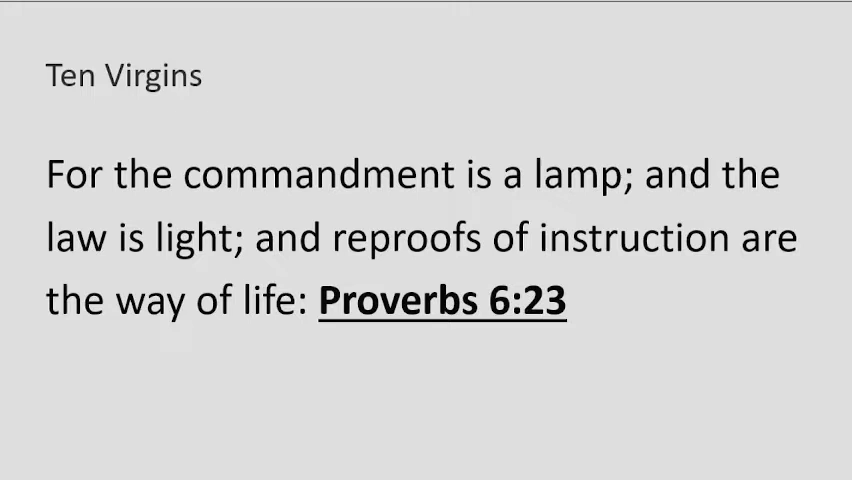 Ten Virgins
For the commandment is a lamp; and the
law is light; and reproofs of instruction are
the way of life: Proverbs 6:23